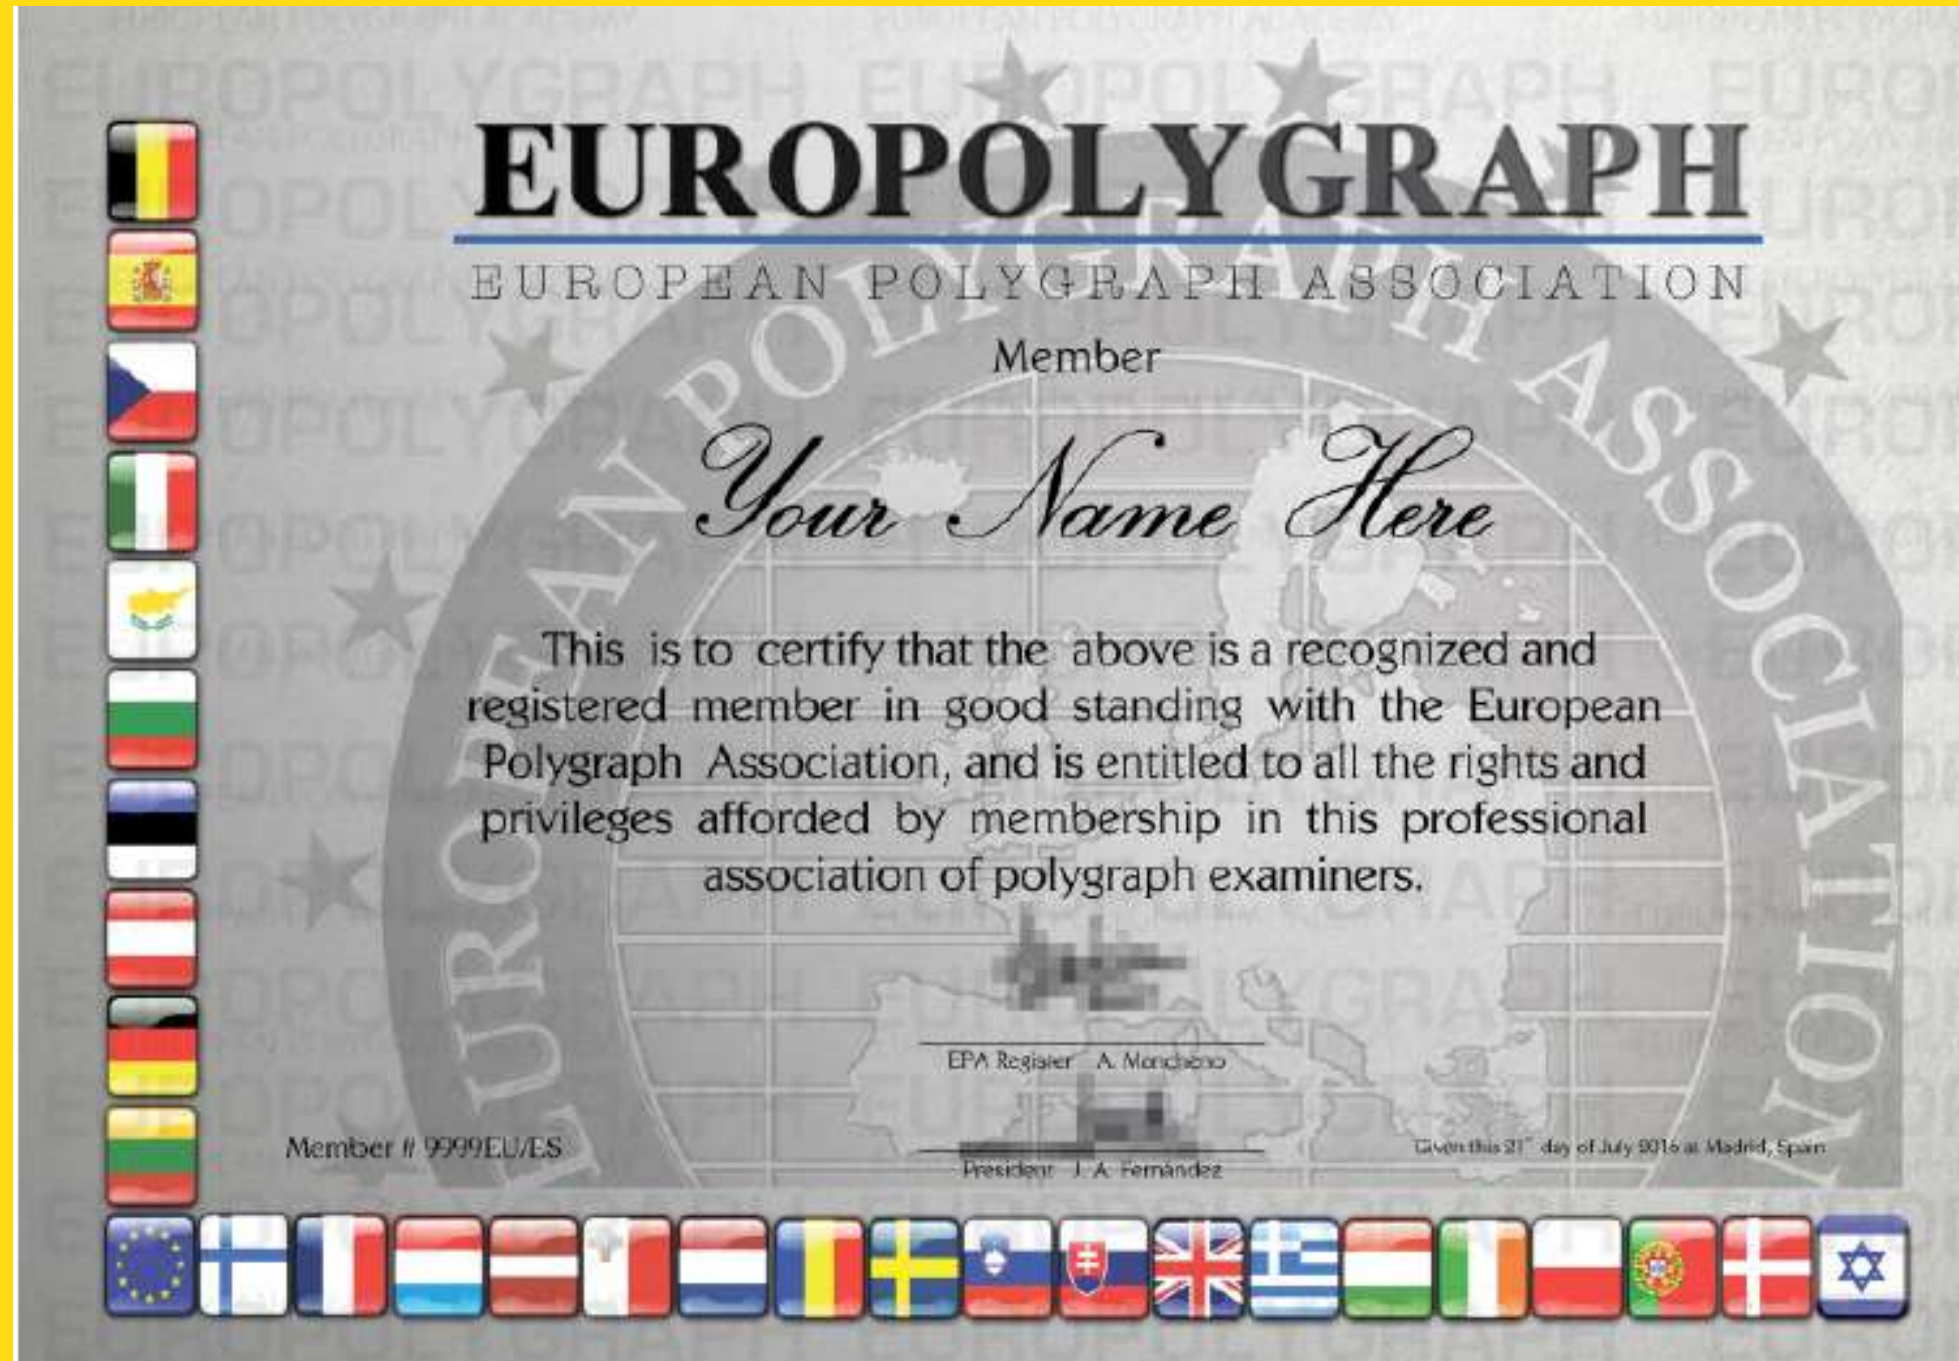 EUROPOLYGRAPH
EUROPEAN POLYGRAPH ASSOCIATION
EUROPEAN POLYGRAPH ASSOCIATION
Member
Your Name Here
This is to certify that the above is a recognized and
registered member in good standing with the European
Polygraph Association, and is entitled to all the rights and
privileges afforded by membership in this professional
association of polygraph examiners.
EPA Register A. Mancheno
Member # 9999EU/ES
President J. A. Fernández
Given this 21st day of July 2016 at Madrid, Spain